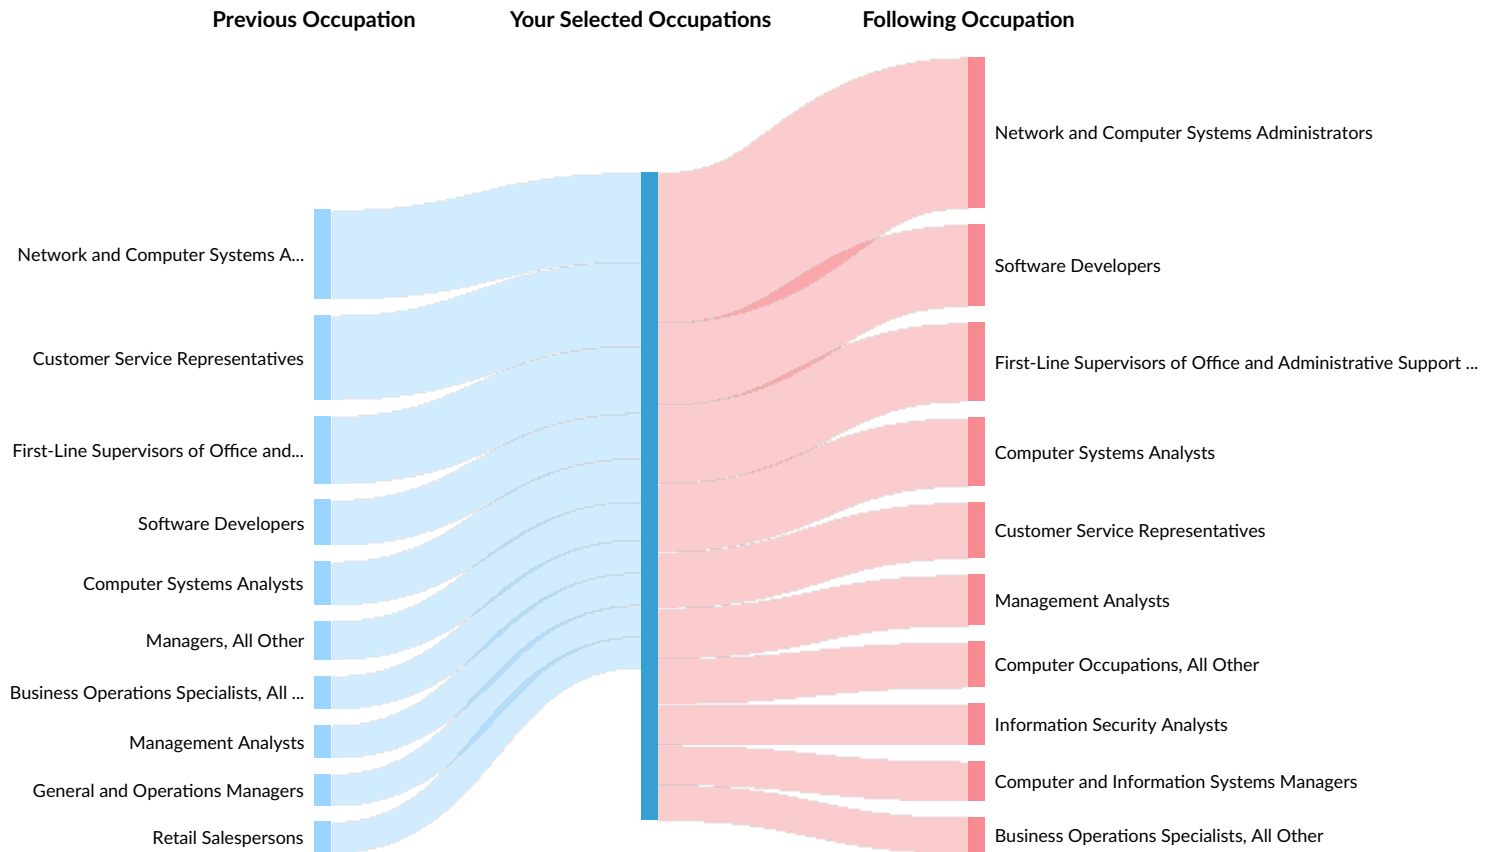 Previous Occupation
Your Selected Occupations
Following Occupation
Network and Computer Systems A...
Customer Service Representatives
First-Line Supervisors of Office and...
Software Developers
Computer Systems Analysts
Managers, All Other
Business Operations Specialists, All ...
Management Analysts
General and Operations Managers
Retail Salespersons
Network and Computer Systems Administrators
Software Developers
First-Line Supervisors of Office and Administrative Support ...
Computer Systems Analysts
Customer Service Representatives
Management Analysts
Computer Occupations, All Other
Information Security Analysts
Computer and Information Systems Managers
Business Operations Specialists, All Other